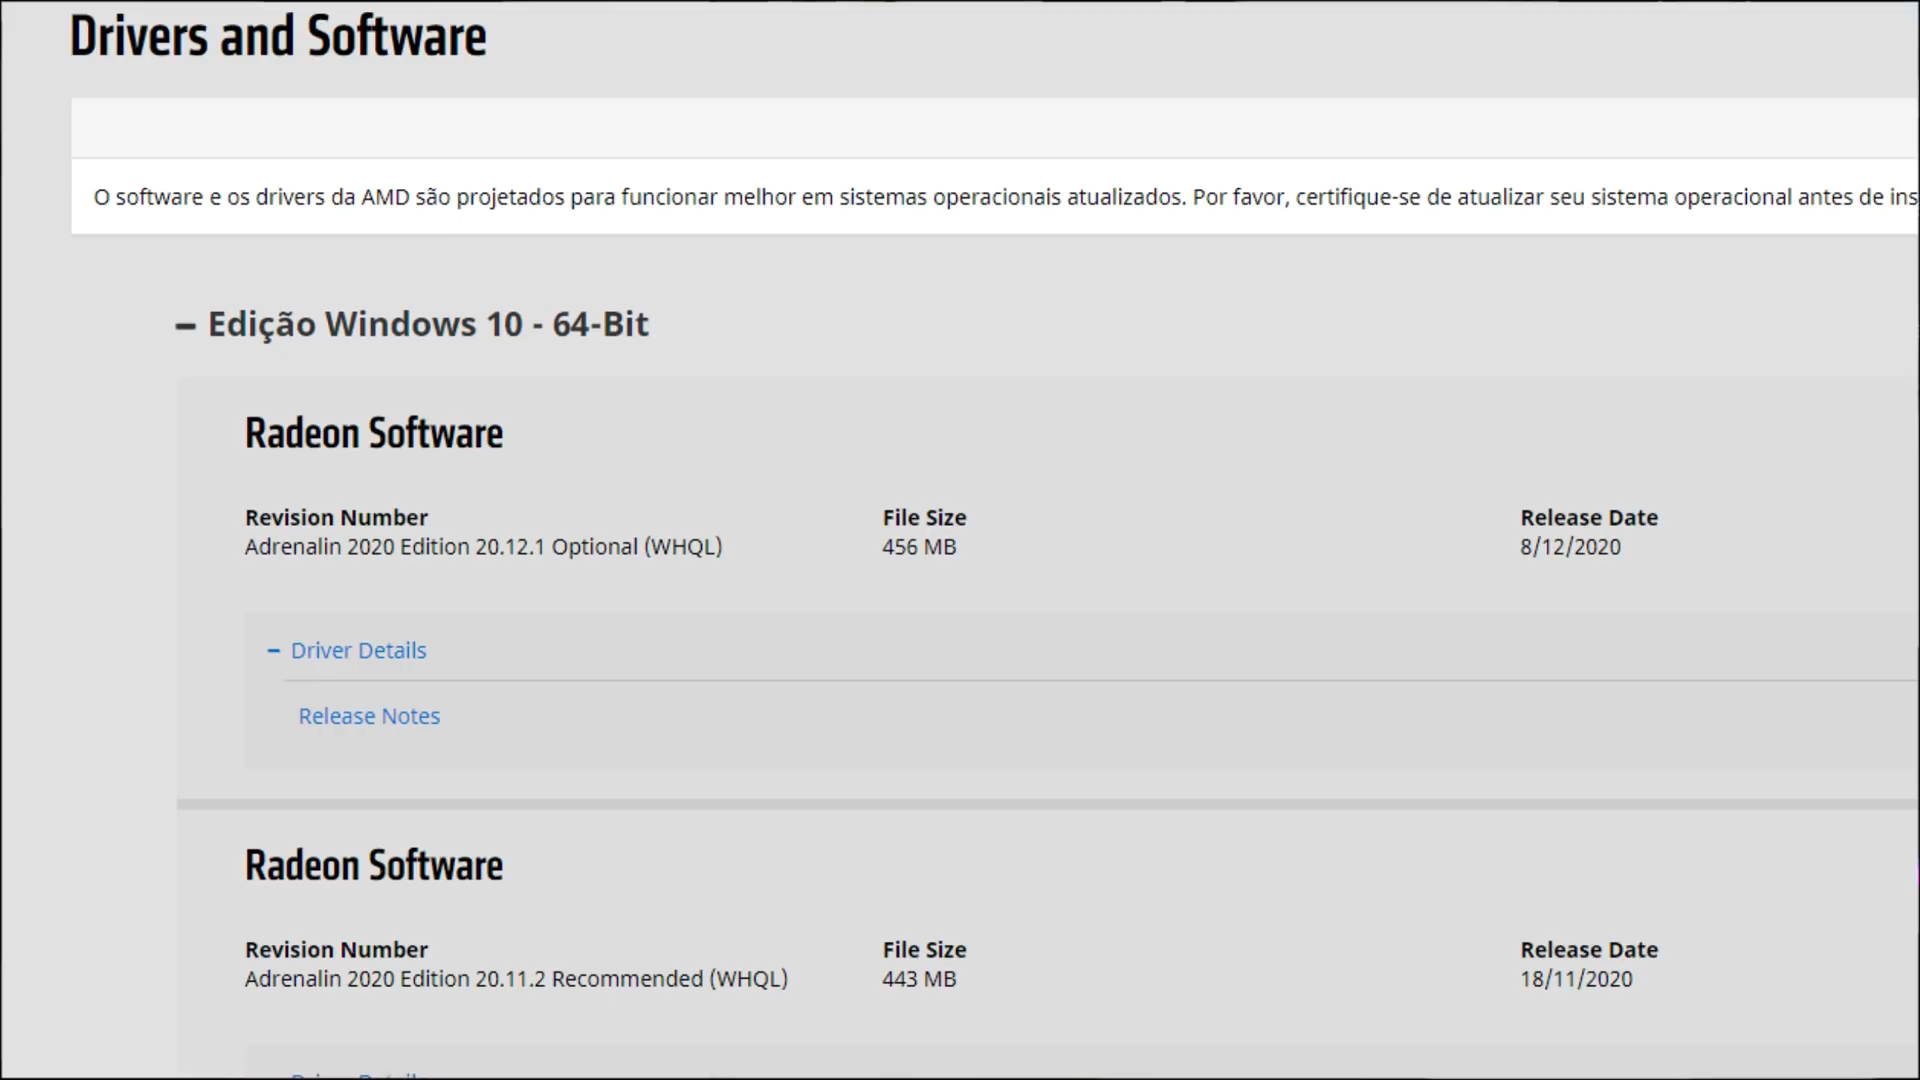 Drivers and Software
O software e os drivers da AMD são projetados para funcionar melhor em sistemas operacionais atualizados. Por favor, certifique-se de atualizar seu sistema operacional antes de ins
– Edição Windows 10 - 64-Bit
Radeon Software
Revision Number File Size Release Date
Adrenalin 2020 Edition 20.12.1 Optional (WHQL) 456 MB 8/12/2020
– Driver Details
Release Notes
Radeon Software
Revision Number File Size Release Date
Adrenalin 2020 Edition 20.11.2 Recommended (WHQL) 443 MB 18/11/2020